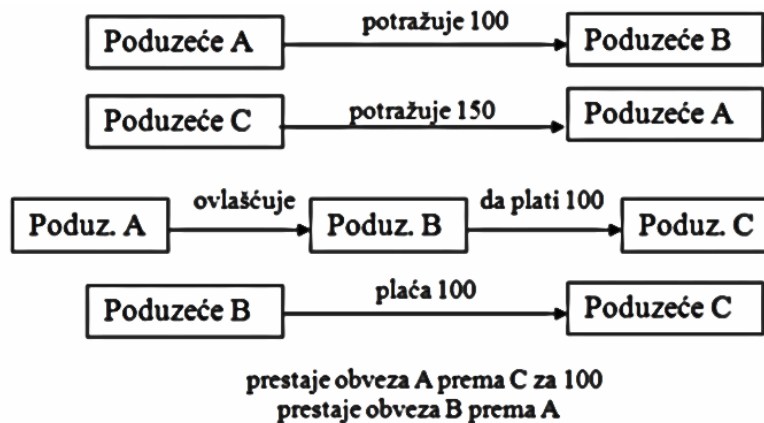 Poduzeće A potražuje 100 Poduzeće B
Poduzeće C potražuje 150 Poduzeće A
Poduz. A ovlašćuje Poduz. B da plati 100 Poduz. C
Poduzeće B plaća 100 Poduzeće C
prestaje obveza A prema C za 100
prestaje obveza B prema A